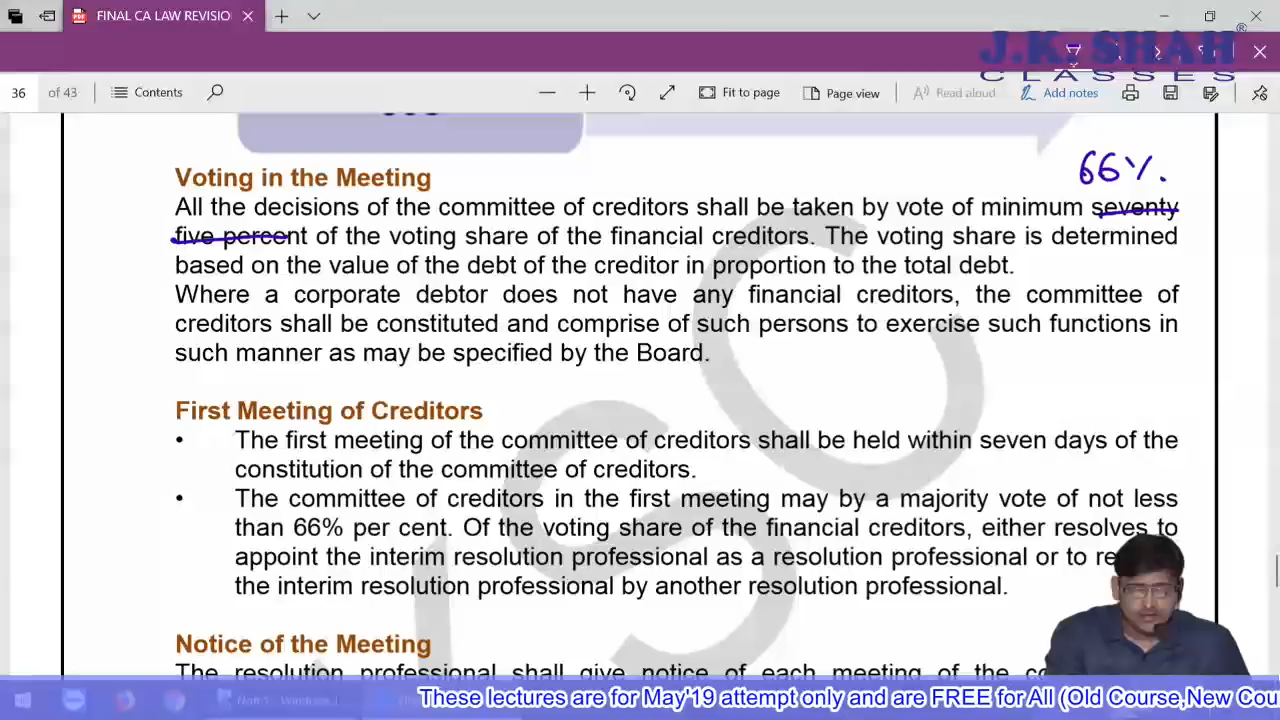 FINAL CA LAW REVISIO
J.K. SHAH®
CLASSES
36 of 43
Contents
Fit to page
Page view
Read aloud
Add notes
66%.
Voting in the Meeting
All the decisions of the committee of creditors shall be taken by vote of minimum seventy
five percent of the voting share of the financial creditors. The voting share is determined
based on the value of the debt of the creditor in proportion to the total debt.
Where a corporate debtor does not have any financial creditors, the committee of
creditors shall be constituted and comprise of such persons to exercise such functions in
such manner as may be specified by the Board.
First Meeting of Creditors
• The first meeting of the committee of creditors shall be held within seven days of the
constitution of the committee of creditors.
• The committee of creditors in the first meeting may by a majority vote of not less
than 66% per cent. Of the voting share of the financial creditors, either resolves to
appoint the interim resolution professional as a resolution professional or to re
the interim resolution professional by another resolution professional.
Notice of the Meeting
The resolution professional shall give notice of each meeting of the co
These lectures are for May'19 attempt only and are FREE for All (Old Course,New Cou